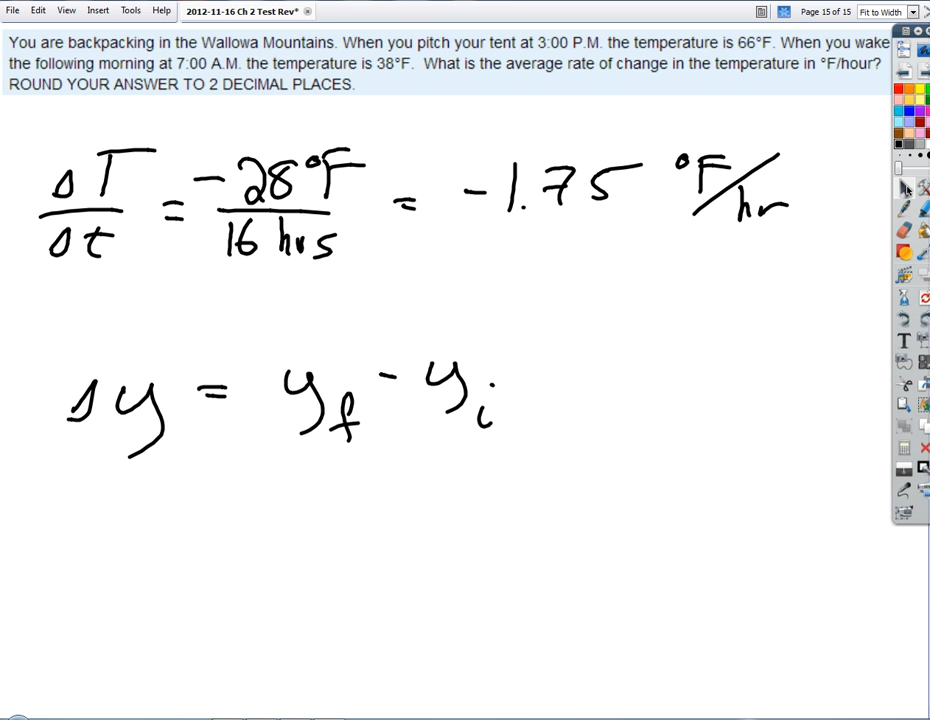 File Edit View Insert Tools Help 2012-11-16 Ch 2 Test Rev* Page 15 of 15 Fit to Width
You are backpacking in the Wallowa Mountains. When you pitch your tent at 3:00 P.M. the temperature is 66°F. When you wake
the following morning at 7:00 A.M. the temperature is 38°F. What is the average rate of change in the temperature in °F/hour?
ROUND YOUR ANSWER TO 2 DECIMAL PLACES.
ΔT/Δt = -28°F/16 hrs = -1.75 °F/hr
Δy = yf - yi